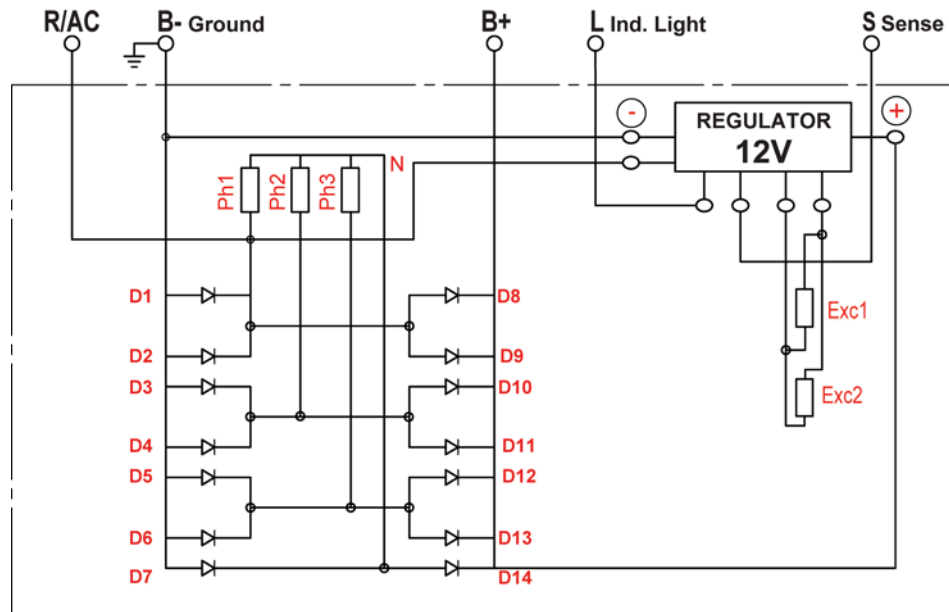 R/AC B- Ground B+ L Ind. Light S Sense
- +
REGULATOR
12V
N
Ph1 Ph2 Ph3
D1 D8
Exc1
D2 D9
D3 D10
Exc2
D4 D11
D5 D12
D6 D13
D7 D14